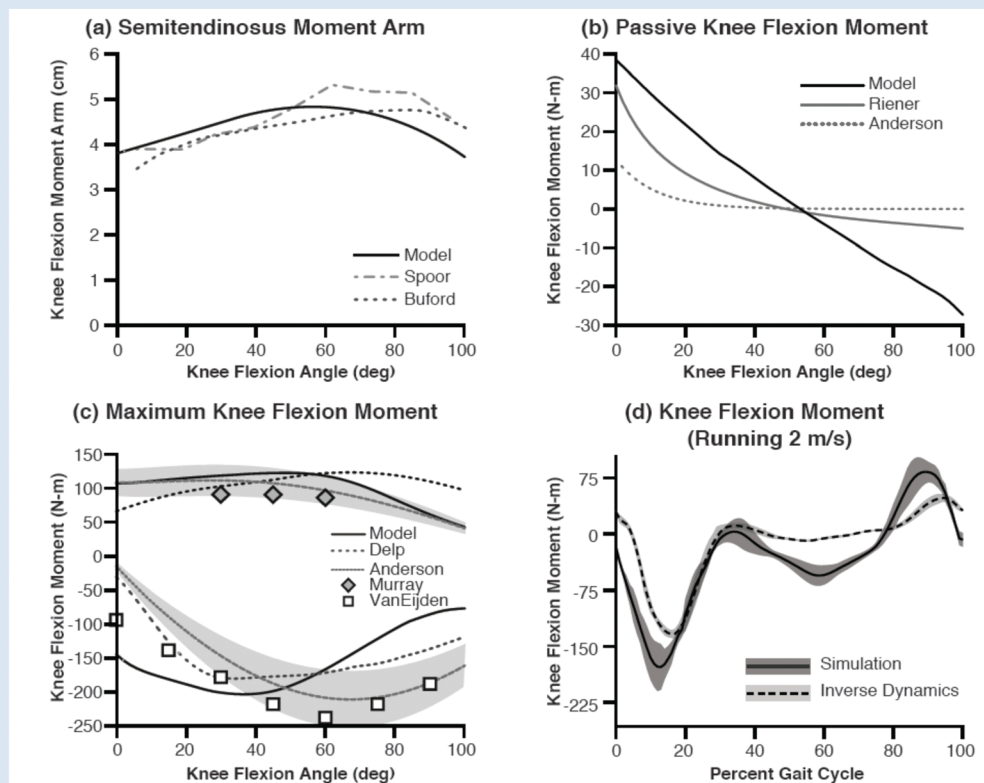 (a) Semitendinosus Moment Arm
Knee Flexion Moment Arm (cm)
6
5
4
3
2
1
0
Model
Spoor
Buford
0 20 40 60 80 100
Knee Flexion Angle (deg)
(b) Passive Knee Flexion Moment
Knee Flexion Moment (N-m)
40
30
20
10
0
-10
-20
-30
Model
Riener
Anderson
0 20 40 60 80 100
Knee Flexion Angle (deg)
(c) Maximum Knee Flexion Moment
Knee Flexion Moment (N-m)
150
100
50
0
-50
-100
-150
-200
-250
Model
Delp
Anderson
Murray
VanEijden
0 20 40 60 80 100
Knee Flexion Angle (deg)
(d) Knee Flexion Moment
(Running 2 m/s)
Knee Flexion Moment (N-m)
75
0
-75
-150
-225
Simulation
Inverse Dynamics
0 20 40 60 80 100
Percent Gait Cycle